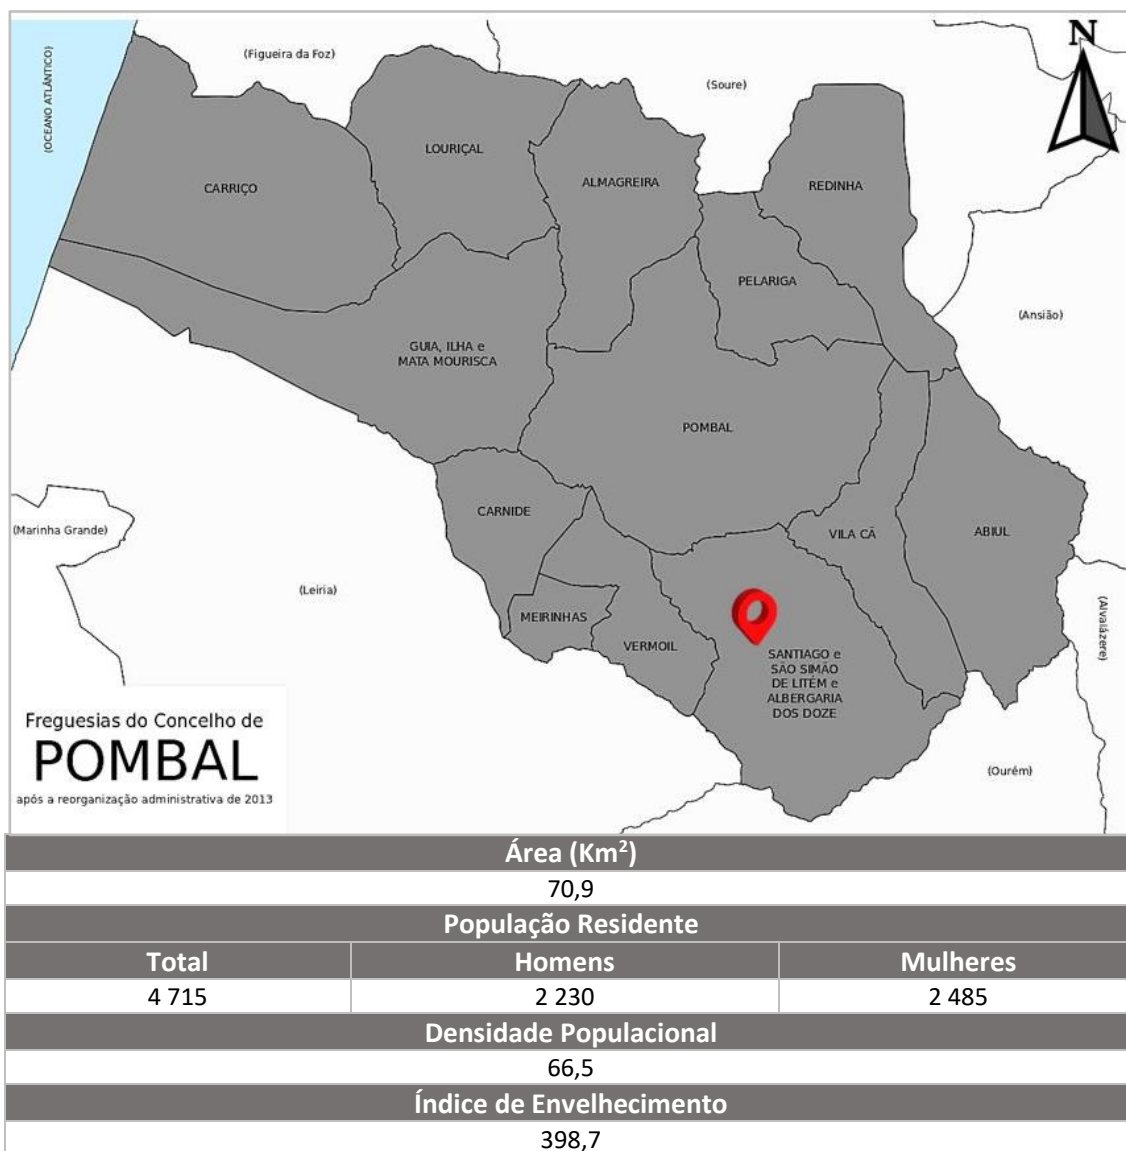 N
(Figueira da Foz)
(OCEANO ATLÂNTICO)
(Soure)
LOURIÇAL
ALMAGREIRA
REDINHA
CARRIÇO
PELARIGA
(Ansião)
GUIA, ILHA e
MATA MOURISCA
POMBAL
CARNIDE
(Marinha Grande)
VILA CÃ
ABIUL
(Leiria)
MEIRINHAS
(Alvaiázere)
VERMOIL
SANTIAGO e
SÃO SIMÃO
DE LITÉM e
ALBERGARIA
DOS DOZE
(Ourém)
Freguesias do Concelho de
POMBAL
após a reorganização administrativa de 2013
Área (Km²)
70,9
População Residente
Total Homens Mulheres
4 715 2 230 2 485
Densidade Populacional
66,5
Índice de Envelhecimento
398,7